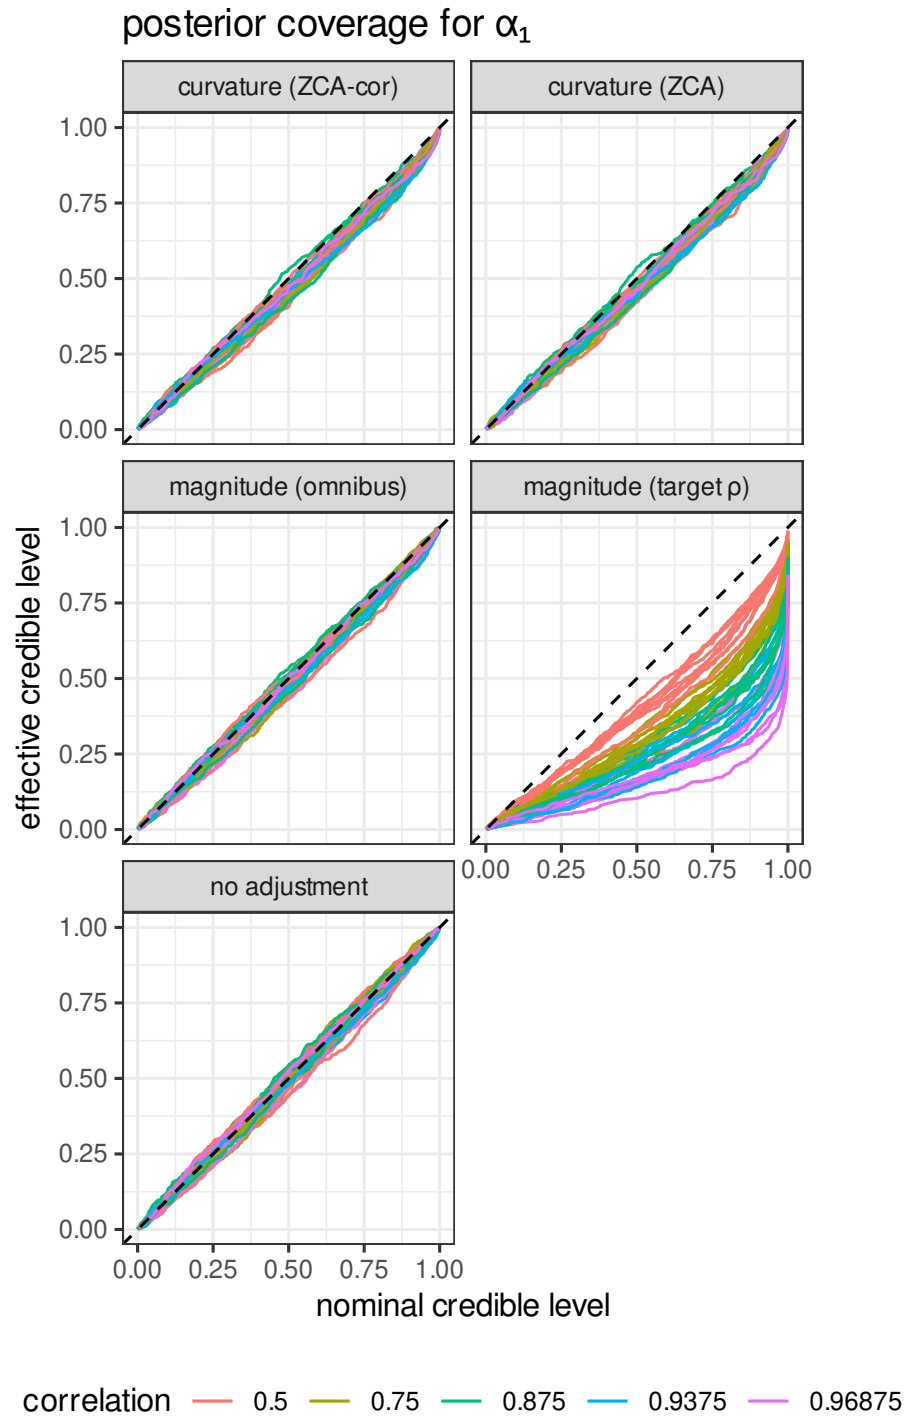 posterior coverage for α₁
curvature (ZCA-cor)
curvature (ZCA)
1.00
0.75
0.50
0.25
0.00
magnitude (omnibus)
magnitude (target ρ)
1.00
0.75
0.50
0.25
0.00
0.00 0.25 0.50 0.75 1.00
no adjustment
1.00
0.75
0.50
0.25
0.00
0.00 0.25 0.50 0.75 1.00
effective credible level
nominal credible level
correlation 0.5 0.75 0.875 0.9375 0.96875